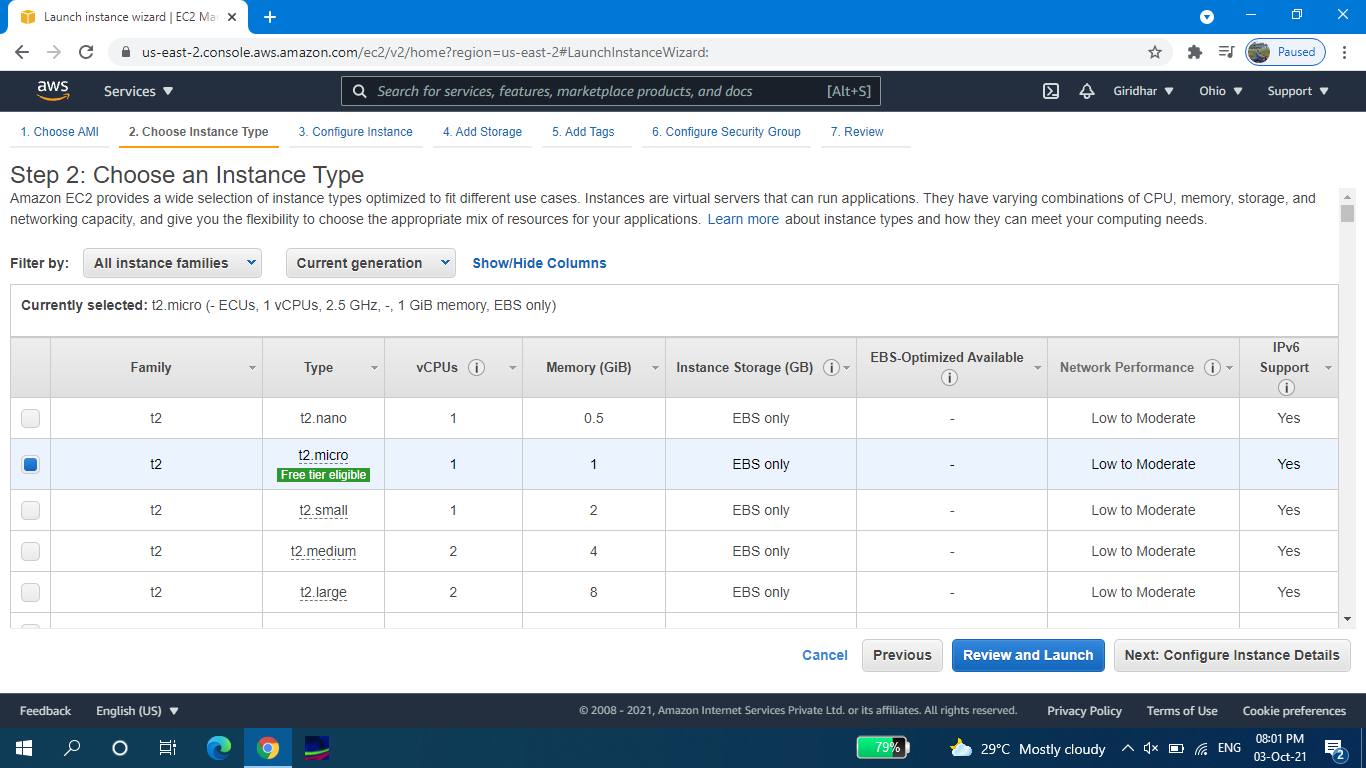 Launch instance wizard | EC2 Ma
us-east-2.console.aws.amazon.com/ec2/v2/home?region=us-east-2#LaunchInstanceWizard:
Paused
aws
Services
Search for services, features, marketplace products, and docs
[Alt+S]
Giridhar
Ohio
Support
1. Choose AMI
2. Choose Instance Type
3. Configure Instance
4. Add Storage
5. Add Tags
6. Configure Security Group
7. Review
Step 2: Choose an Instance Type
Amazon EC2 provides a wide selection of instance types optimized to fit different use cases. Instances are virtual servers that can run applications. They have varying combinations of CPU, memory, storage, and
networking capacity, and give you the flexibility to choose the appropriate mix of resources for your applications. Learn more about instance types and how they can meet your computing needs.
Filter by: All instance families Current generation Show/Hide Columns
Currently selected: t2.micro (- ECUs, 1 vCPUs, 2.5 GHz, -, 1 GiB memory, EBS only)
Family Type vCPUs Memory (GiB) Instance Storage (GB) EBS-Optimized Available Network Performance IPv6 Support
t2 t2.nano 1 0.5 EBS only - Low to Moderate Yes
t2 t2.micro 1 1 EBS only - Low to Moderate Yes
Free tier eligible
t2 t2.small 1 2 EBS only - Low to Moderate Yes
t2 t2.medium 2 4 EBS only - Low to Moderate Yes
t2 t2.large 2 8 EBS only - Low to Moderate Yes
Cancel Previous Review and Launch Next: Configure Instance Details
Feedback English (US) © 2008 - 2021, Amazon Internet Services Private Ltd. or its affiliates. All rights reserved. Privacy Policy Terms of Use Cookie preferences
79% 29°C Mostly cloudy ENG
08:01 PM
03-Oct-21
2